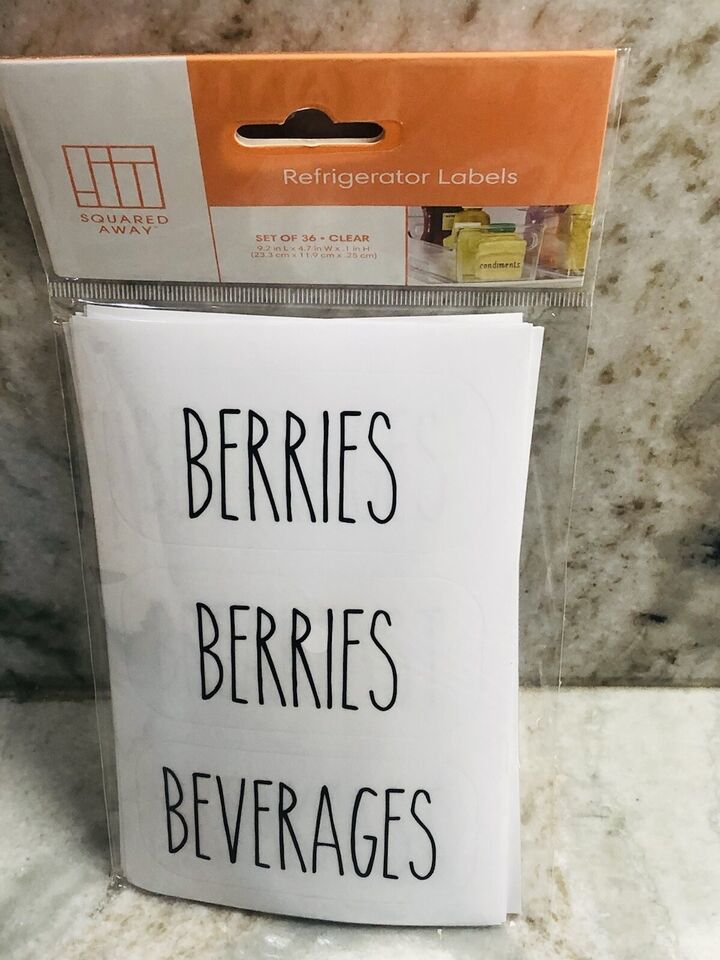 Refrigerator Labels
SQUARED
AWAY™
SET OF 36 • CLEAR
9.2 in L x 4.7 in W x .1 in H
(23.3 cm x 11.9 cm x .25 cm)
condiments
BERRIES
BERRIES
BEVERAGES